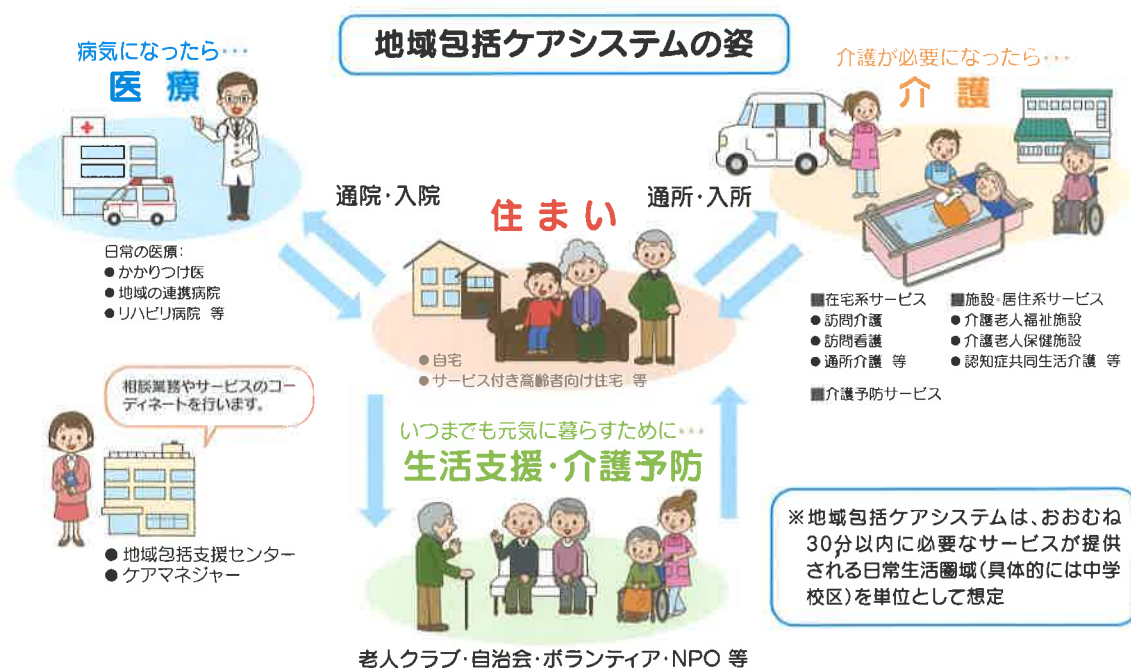 地域包括ケアシステムの姿
病気になったら…
医療
介護が必要になったら…
介護
通院・入院
通所・入所
住まい
日常の医療:
●かかりつけ医
●地域の連携病院
●リハビリ病院 等
■在宅系サービス
●訪問介護
●訪問看護
●通所介護 等
■介護予防サービス
■施設・居住系サービス
●介護老人福祉施設
●介護老人保健施設
●認知症共同生活介護 等
●自宅
●サービス付き高齢者向け住宅 等
相談業務やサービスのコー
ディネートを行います。
●地域包括支援センター
●ケアマネジャー
いつまでも元気に暮らすために…
生活支援・介護予防
老人クラブ・自治会・ボランティア・NPO 等
※地域包括ケアシステムは、おおむね
30分以内に必要なサービスが提供
される日常生活圏域(具体的には中学
校区)を単位として想定